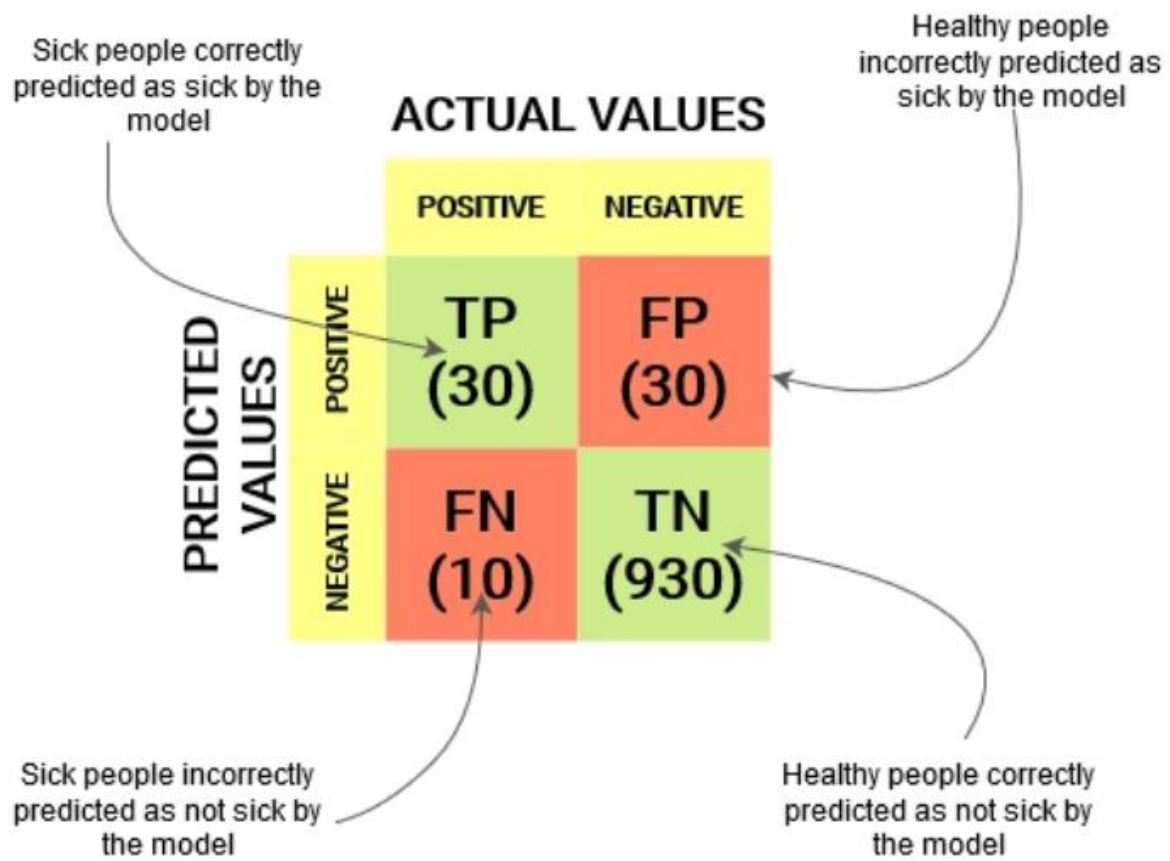 Sick people correctly
predicted as sick by the
model
Healthy people
incorrectly predicted as
sick by the model
ACTUAL VALUES
POSITIVE NEGATIVE
PREDICTED
VALUES
POSITIVE
TP
(30)
FP
(30)
NEGATIVE
FN
(10)
TN
(930)
Sick people incorrectly
predicted as not sick by
the model
Healthy people correctly
predicted as not sick by
the model